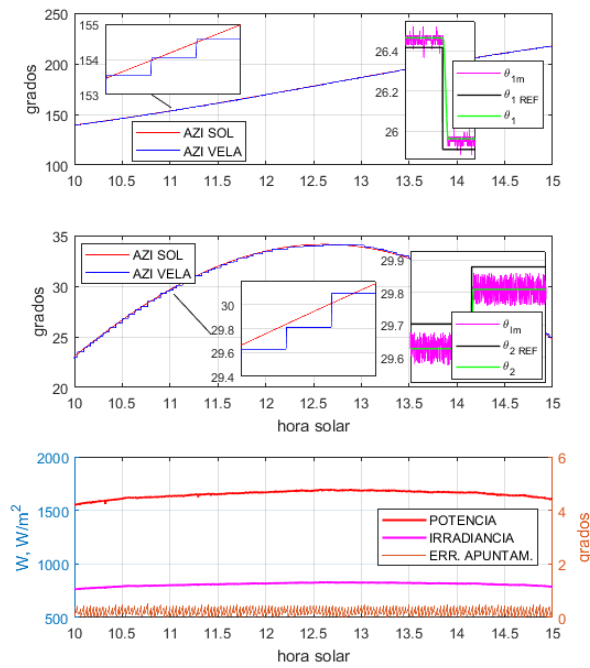 250
200
150
100
grados
155
154
153
AZI SOL
AZI VELA
26.4
26.2
26
θ1m
θ1 REF
θ1
10 10.5 11 11.5 12 12.5 13 13.5 14 14.5 15
35
30
25
20
grados
AZI SOL
AZI VELA
30
29.8
29.6
29.4
29.9
29.8
29.7
29.6
θlm
θ2 REF
θ2
10 10.5 11 11.5 12 12.5 13 13.5 14 14.5 15
hora solar
2000
1500
1000
500
W, W/m2
POTENCIA
IRRADIANCIA
ERR. APUNTAM.
6
4
2
0
grados
10 10.5 11 11.5 12 12.5 13 13.5 14 14.5 15
hora solar